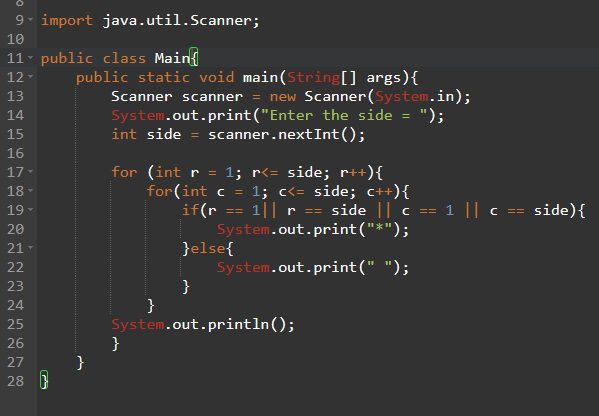 8
9 import java.util.Scanner;
10
11 public class Main{
12 public static void main(String[] args){
13 Scanner scanner = new Scanner(System.in);
14 System.out.print("Enter the side = ");
15 int side = scanner.nextInt();
16
17 for (int r = 1; r<= side; r++){
18 for(int c = 1; c<= side; c++){
19 if(r == 1|| r == side || c == 1 || c == side){
20 System.out.print("*");
21 }else{
22 System.out.print(" ");
23 }
24 }
25 System.out.println();
26 }
27 }
28 }